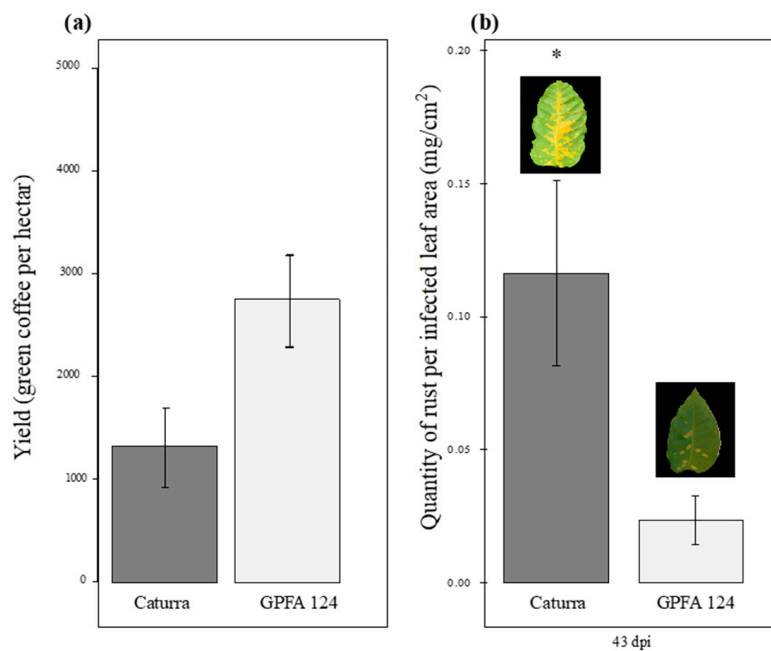 (a)
Yield (green coffee per hectar)
5000
4000
3000
2000
1000
0
Caturra
GPFA 124
(b)
Quantity of rust per infected leaf area (mg/cm²)
0.20
0.15
0.10
0.05
0.00
*
Caturra
GPFA 124
43 dpi